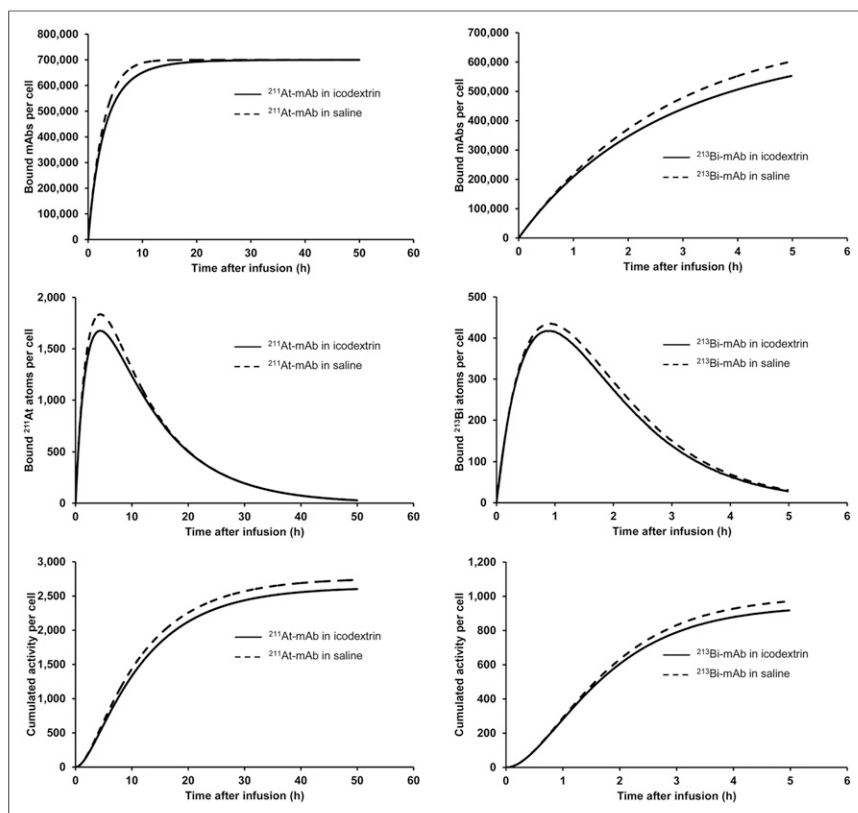 Bound mAbs per cell
800,000
700,000
600,000
500,000
400,000
300,000
200,000
100,000
0
²¹¹At-mAb in icodextrin
²¹¹At-mAb in saline
0 10 20 30 40 50 60
Time after infusion (h)
Bound mAbs per cell
700,000
600,000
500,000
400,000
300,000
200,000
100,000
0
²¹³Bi-mAb in icodextrin
²¹³Bi-mAb in saline
0 1 2 3 4 5 6
Time after infusion (h)
Bound ²¹¹At atoms per cell
2,000
1,500
1,000
500
0
²¹¹At-mAb in icodextrin
²¹¹At-mAb in saline
0 20 40 60
Time after infusion (h)
Bound ²¹³Bi atoms per cell
500
400
300
200
100
0
²¹³Bi-mAb in icodextrin
²¹³Bi-mAb in saline
0 1 2 3 4 5 6
Time after infusion (h)
Cumulated activity per cell
3,000
2,500
2,000
1,500
1,000
500
0
²¹¹At-mAb in icodextrin
²¹¹At-mAb in saline
0 10 20 30 40 50 60
Time after infusion (h)
Cumulated activity per cell
1,200
1,000
800
600
400
200
0
²¹³Bi-mAb in icodextrin
²¹³Bi-mAb in saline
0 1 2 3 4 5 6
Time after infusion (h)